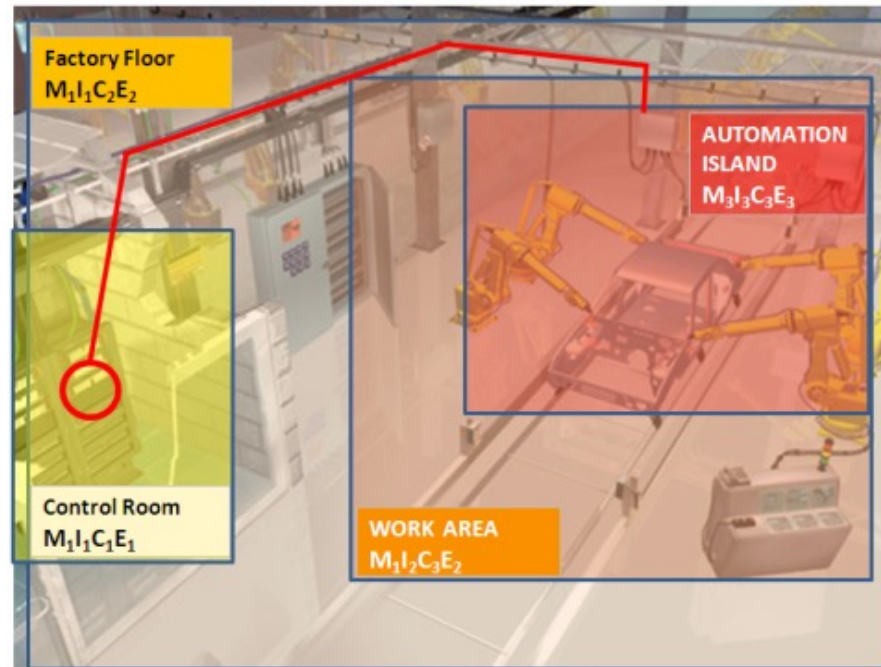 Factory Floor
M₁I₁C₂E₂
AUTOMATION
ISLAND
M₃I₃C₃E₃
Control Room
M₁I₁C₁E₁
WORK AREA
M₁I₂C₃E₂